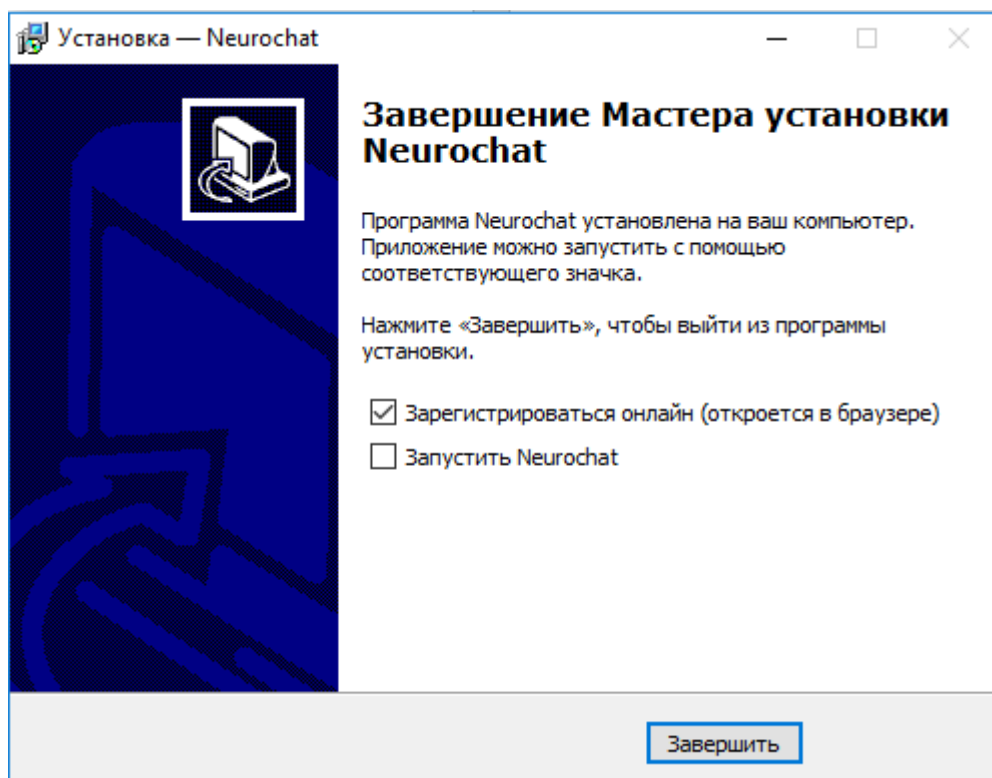 Установка — Neurochat
Завершение Мастера установки
Neurochat
Программа Neurochat установлена на ваш компьютер.
Приложение можно запустить с помощью
соответствующего значка.
Нажмите «Завершить», чтобы выйти из программы
установки.
Зарегистрироваться онлайн (откроется в браузере)
Запустить Neurochat
Завершить